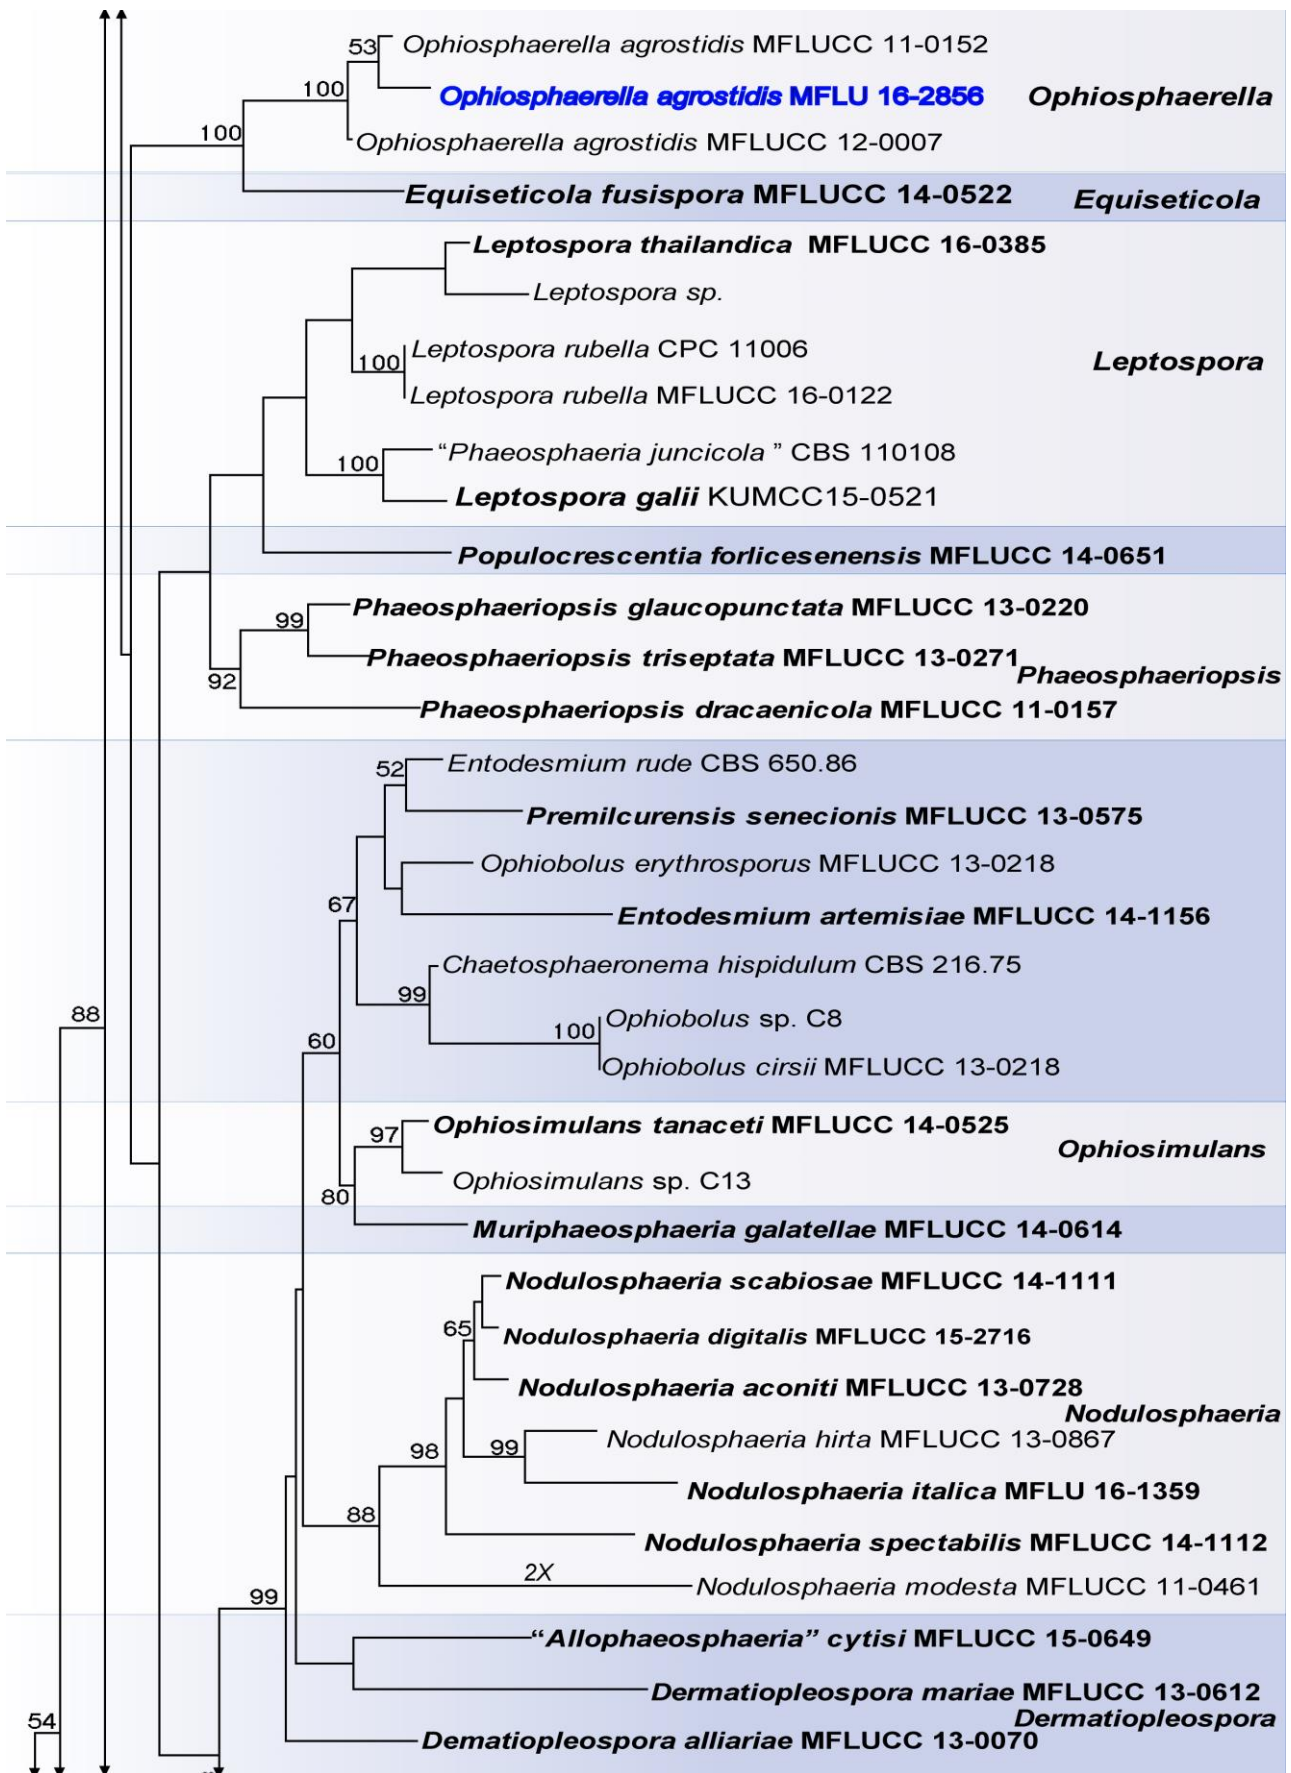 53
Ophiosphaerella agrostidis MFLUCC 11-0152
100
Ophiosphaerella agrostidis MFLU 16-2856
Ophiosphaerella
100
Ophiosphaerella agrostidis MFLUCC 12-0007
Equiseticola fusispora MFLUCC 14-0522
Equiseticola
Leptospora thailandica MFLUCC 16-0385
Leptospora sp.
Leptospora rubella CPC 11006
100
Leptospora
Leptospora rubella MFLUCC 16-0122
“Phaeosphaeria juncicola ” CBS 110108
100
Leptospora galii KUMCC15-0521
Populocrescentia forlicesenensis MFLUCC 14-0651
Phaeosphaeriopsis glaucopunctata MFLUCC 13-0220
99
Phaeosphaeriopsis triseptata MFLUCC 13-0271
Phaeosphaeriopsis
92
Phaeosphaeriopsis dracaenicola MFLUCC 11-0157
Entodesmium rude CBS 650.86
52
Premilcurensis senecionis MFLUCC 13-0575
Ophiobolus erythrosporus MFLUCC 13-0218
67
Entodesmium artemisiae MFLUCC 14-1156
Chaetosphaeronema hispidulum CBS 216.75
99
88
Ophiobolus sp. C8
100
60
Ophiobolus cirsii MFLUCC 13-0218
Ophiosimulans tanaceti MFLUCC 14-0525
97
Ophiosimulans
Ophiosimulans sp. C13
80
Muriphaeosphaeria galatellae MFLUCC 14-0614
Nodulosphaeria scabiosae MFLUCC 14-1111
65
Nodulosphaeria digitalis MFLUCC 15-2716
Nodulosphaeria aconiti MFLUCC 13-0728
Nodulosphaeria
Nodulosphaeria hirta MFLUCC 13-0867
99
98
Nodulosphaeria italica MFLU 16-1359
88
Nodulosphaeria spectabilis MFLUCC 14-1112
2X
Nodulosphaeria modesta MFLUCC 11-0461
99
“Allophaeosphaeria” cytisi MFLUCC 15-0649
Dermatiopleospora mariae MFLUCC 13-0612
Dermatiopleospora
54
Dematiopleospora alliariae MFLUCC 13-0070